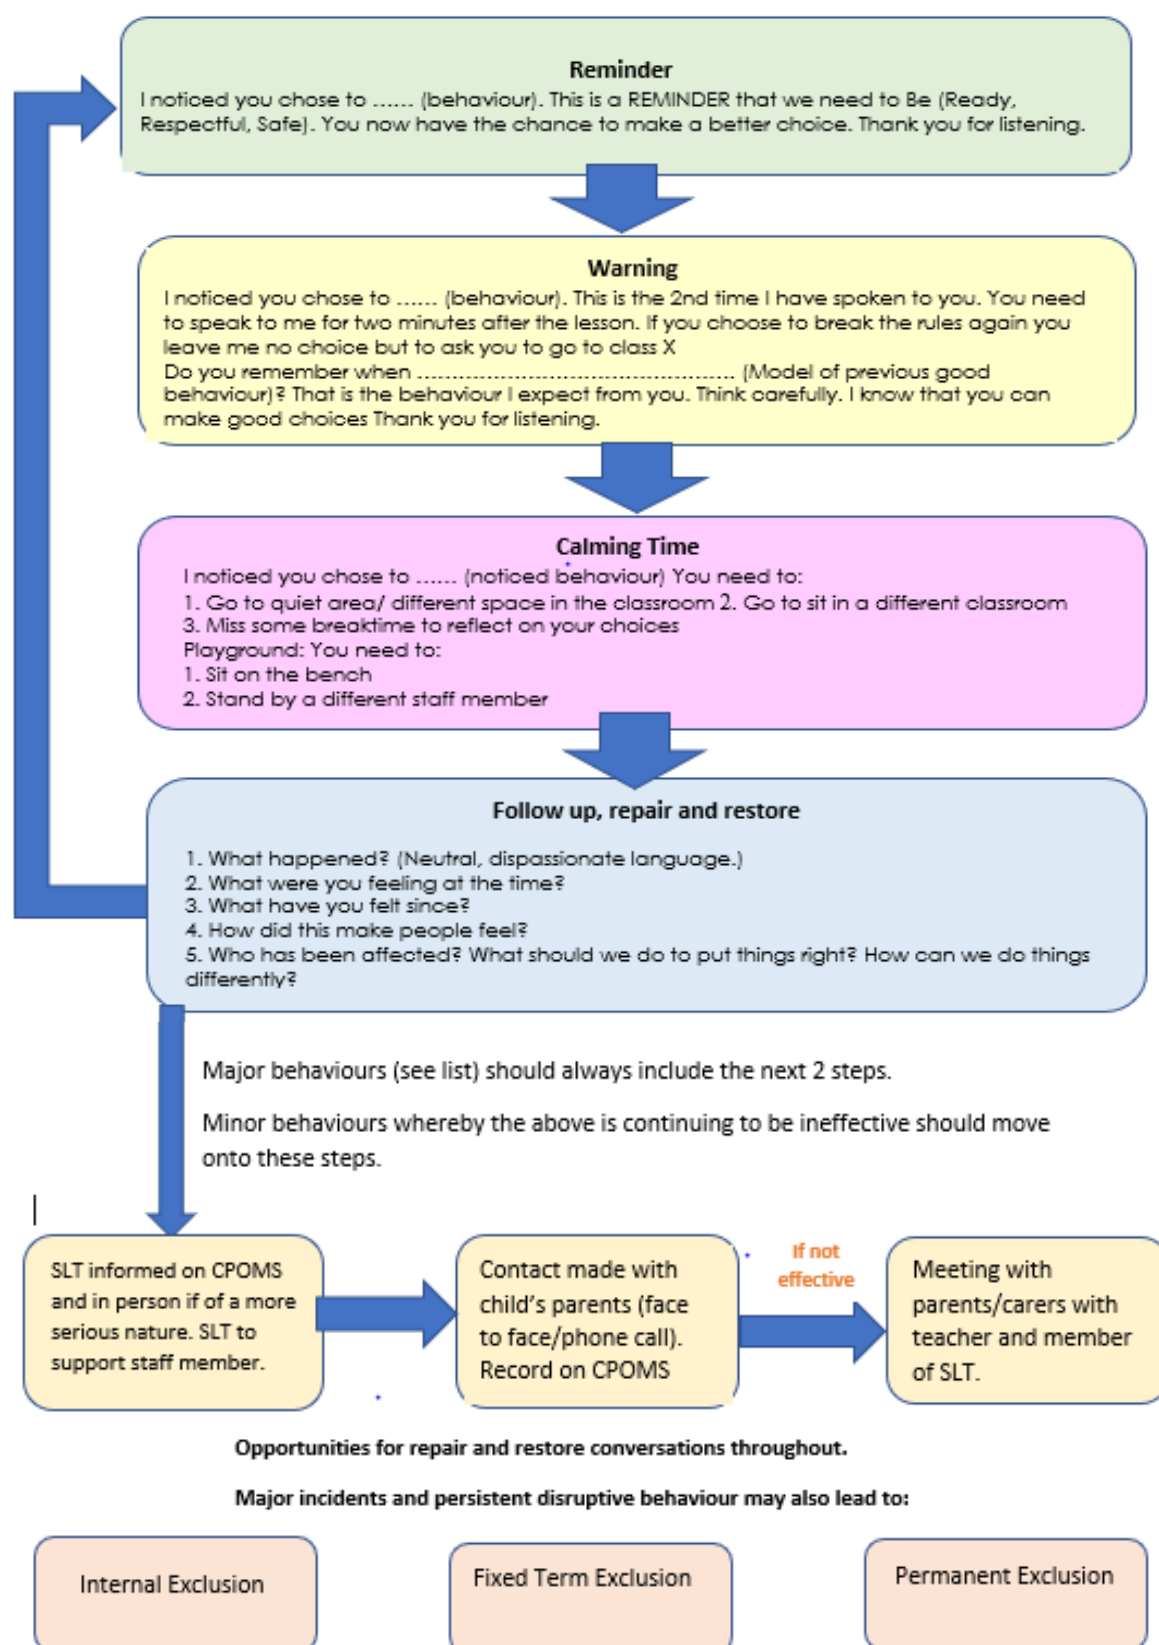 Reminder
I noticed you chose to ...... (behaviour). This is a REMINDER that we need to Be (Ready,
Respectful, Safe). You now have the chance to make a better choice. Thank you for listening.
Warning
I noticed you chose to ...... (behaviour). This is the 2nd time I have spoken to you. You need
to speak to me for two minutes after the lesson. If you choose to break the rules again you
leave me no choice but to ask you to go to class X
Do you remember when .................................................. (Model of previous good
behaviour)? That is the behaviour I expect from you. Think carefully. I know that you can
make good choices Thank you for listening.
Calming Time
I noticed you chose to ...... (noticed behaviour) You need to:
1. Go to quiet area/ different space in the classroom 2. Go to sit in a different classroom
3. Miss some breaktime to reflect on your choices
Playground: You need to:
1. Sit on the bench
2. Stand by a different staff member
Follow up, repair and restore
1. What happened? (Neutral, dispassionate language.)
2. What were you feeling at the time?
3. What have you felt since?
4. How did this make people feel?
5. Who has been affected? What should we do to put things right? How can we do things
differently?
Major behaviours (see list) should always include the next 2 steps.
Minor behaviours whereby the above is continuing to be ineffective should move
onto these steps.
SLT informed on CPOMS
and in person if of a more
serious nature. SLT to
support staff member.
Contact made with
child's parents (face
to face/phone call).
Record on CPOMS
If not
effective
Meeting with
parents/carers with
teacher and member
of SLT.
Opportunities for repair and restore conversations throughout.
Major incidents and persistent disruptive behaviour may also lead to:
Internal Exclusion
Fixed Term Exclusion
Permanent Exclusion